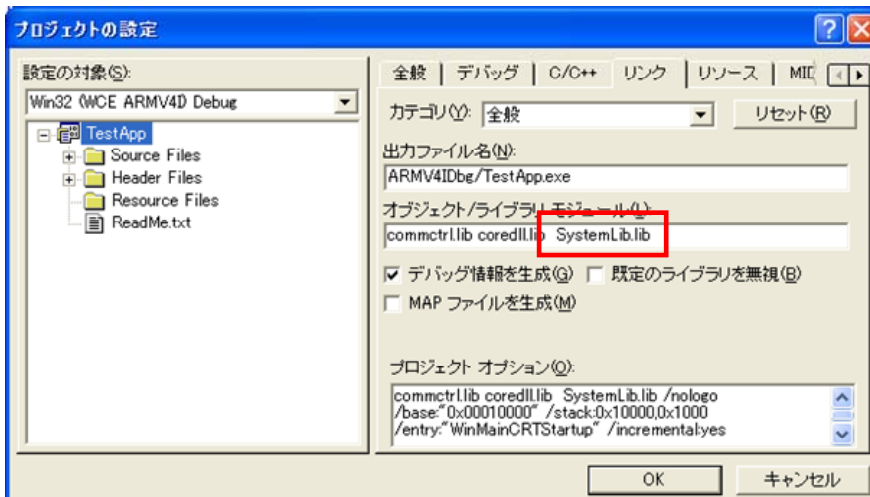 プロジェクトの設定
設定の対象(S):
Win32 (WCE ARMV4I) Debug
TestApp
Source Files
Header Files
Resource Files
ReadMe.txt
全般
デバッグ
C/C++
リンク
リソース
カテゴリ(Y):
全般
リセット(R)
出力ファイル名(N):
ARMV4IDbg/TestApp.exe
オブジェクト/ライブラリ モジュール(L):
commctrl.lib coredll.lib SystemLib.lib
デバッグ情報を生成(G)
既定のライブラリを無視(B)
MAP ファイルを生成(M)
プロジェクト オプション(O):
commctrl.lib coredll.lib SystemLib.lib /nologo
/base:"0x00010000" /stack:0x10000,0x1000
/entry:"WinMainCRTStartup" /incremental:yes
OK
キャンセル